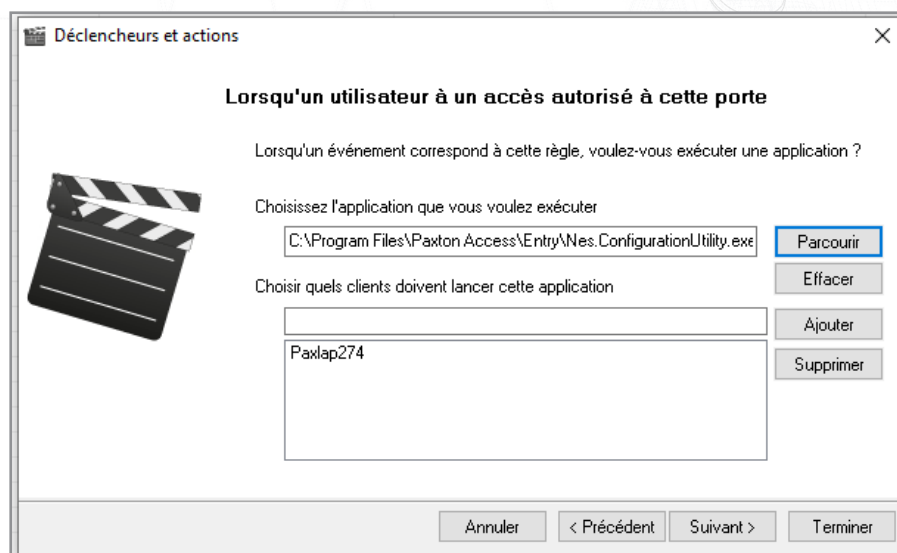 Déclencheurs et actions
Lorsqu'un utilisateur à un accès autorisé à cette porte
Lorsqu'un événement correspond à cette règle, voulez-vous exécuter une application ?
Choisissez l'application que vous voulez exécuter
C:\Program Files\Paxton Access\Entry\Nes.ConfigurationUtility.exe
Parcourir
Effacer
Choisir quels clients doivent lancer cette application
Ajouter
Paxlap274
Supprimer
Annuler
< Précédent
Suivant >
Terminer